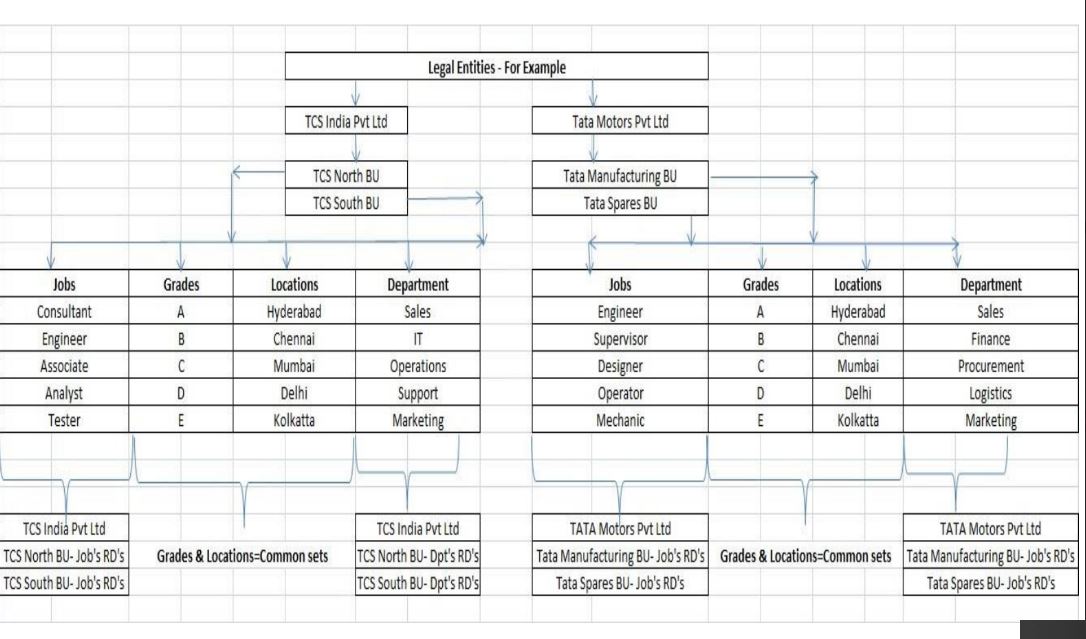 Legal Entities - For Example
TCS India Pvt Ltd Tata Motors Pvt Ltd
TCS North BU Tata Manufacturing BU
TCS South BU Tata Spares BU
Jobs Grades Locations Department Jobs Grades Locations Department
Consultant A Hyderabad Sales Engineer A Hyderabad Sales
Engineer B Chennai IT Supervisor B Chennai Finance
Associate C Mumbai Operations Designer C Mumbai Procurement
Analyst D Delhi Support Operator D Delhi Logistics
Tester E Kolkatta Marketing Mechanic E Kolkatta Marketing
TCS India Pvt Ltd TCS India Pvt Ltd TATA Motors Pvt Ltd TATA Motors Pvt Ltd
TCS North BU- Job's RD's Grades & Locations=Common sets TCS North BU- Dpt's RD's Tata Manufacturing BU- Job's RD's Grades & Locations=Common sets Tata Manufacturing BU- Job's RD's
TCS South BU- Job's RD's TCS South BU- Dpt's RD's Tata Spares BU- Job's RD's Tata Spares BU- Job's RD's